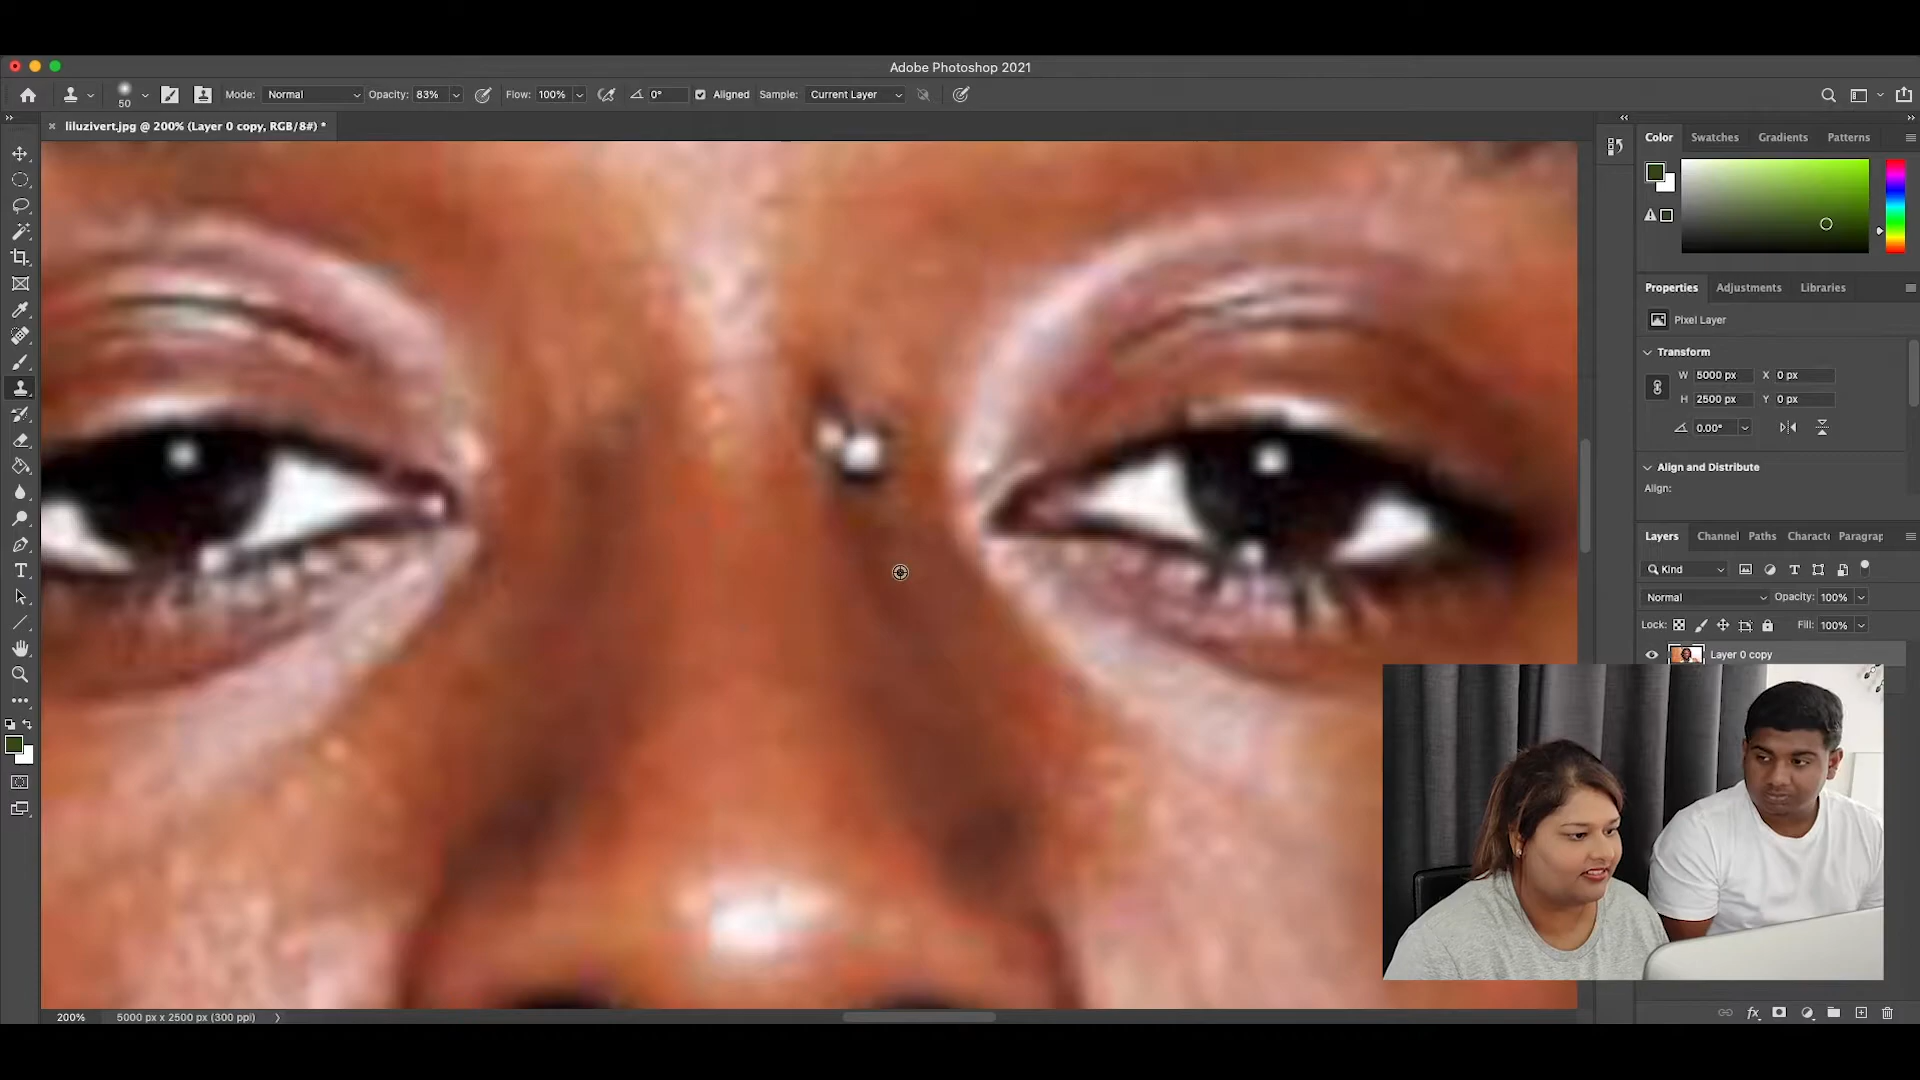 Adobe Photoshop 2021
50 Mode: Normal Opacity: 83% Flow: 100% 0° Aligned Sample: Current Layer
liluzivert.jpg @ 200% (Layer 0 copy, RGB/8#) *
Color Swatches Gradients Patterns
Properties Adjustments Libraries
Pixel Layer
Transform
W 5000 px X 0 px
H 2500 px Y 0 px
0.00°
Align and Distribute
Align:
Layers Channel Paths Characte Paragrap
Kind
Normal Opacity: 100%
Lock: Fill: 100%
Layer 0 copy
200% 5000 px x 2500 px (300 ppi)